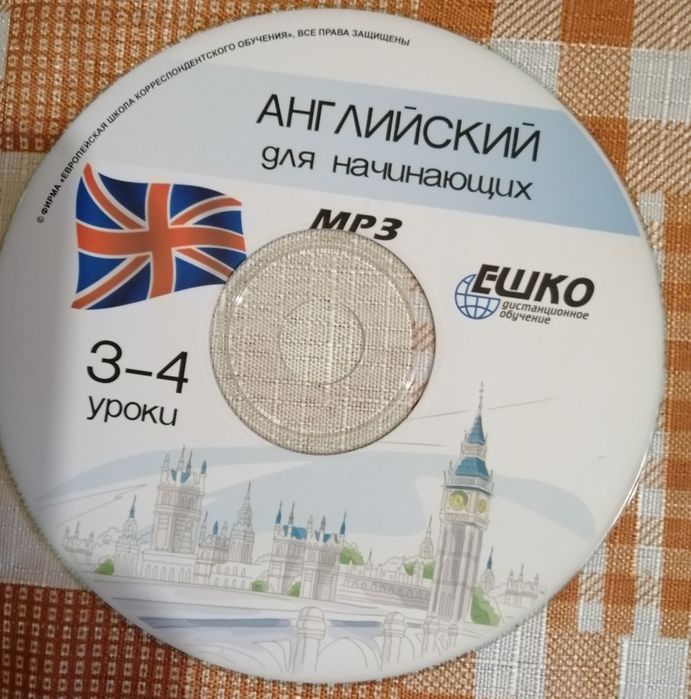 © ФИРМА «ЕВРОПЕЙСКАЯ ШКОЛА КОРРЕСПОНДЕНТСКОГО ОБУЧЕНИЯ», ВСЕ ПРАВА ЗАЩИЩЕНЫ
АНГЛИЙСКИЙ
для начинающих
MP3
ЕШКО
дистанционное
обучение
3-4
уроки